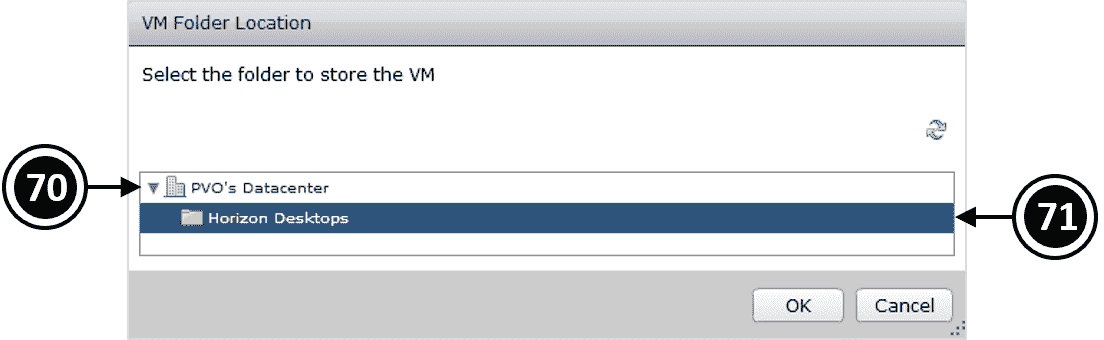 VM Folder Location
Select the folder to store the VM
70
PVO's Datacenter
Horizon Desktops
71
OK
Cancel